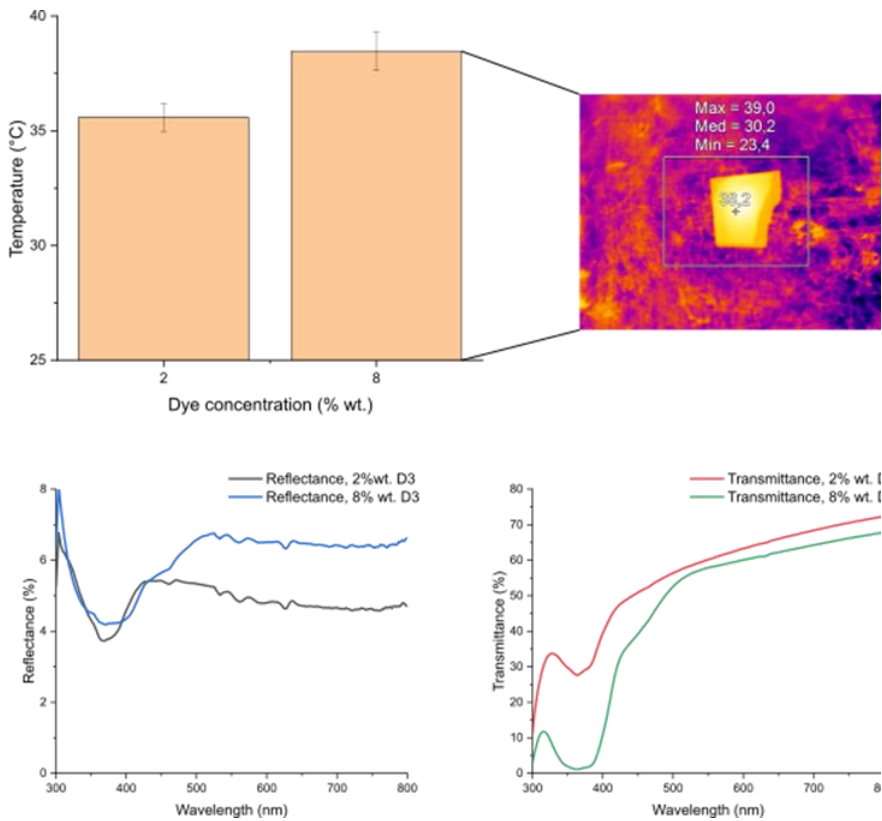 40
35
30
25
Temperature (°C)
2
8
Dye concentration (% wt.)
Max = 39,0
Med = 30,2
Min = 23,4
38,2
Reflectance, 2%wt. D3
Reflectance, 8% wt. D3
8
6
4
2
0
Reflectance (%)
300 400 500 600 700 800
Wavelength (nm)
Transmittance, 2% wt. D
Transmittance, 8% wt. D
80
70
60
50
40
30
20
10
0
Transmittance (%)
300 400 500 600 700 800
Wavelength (nm)